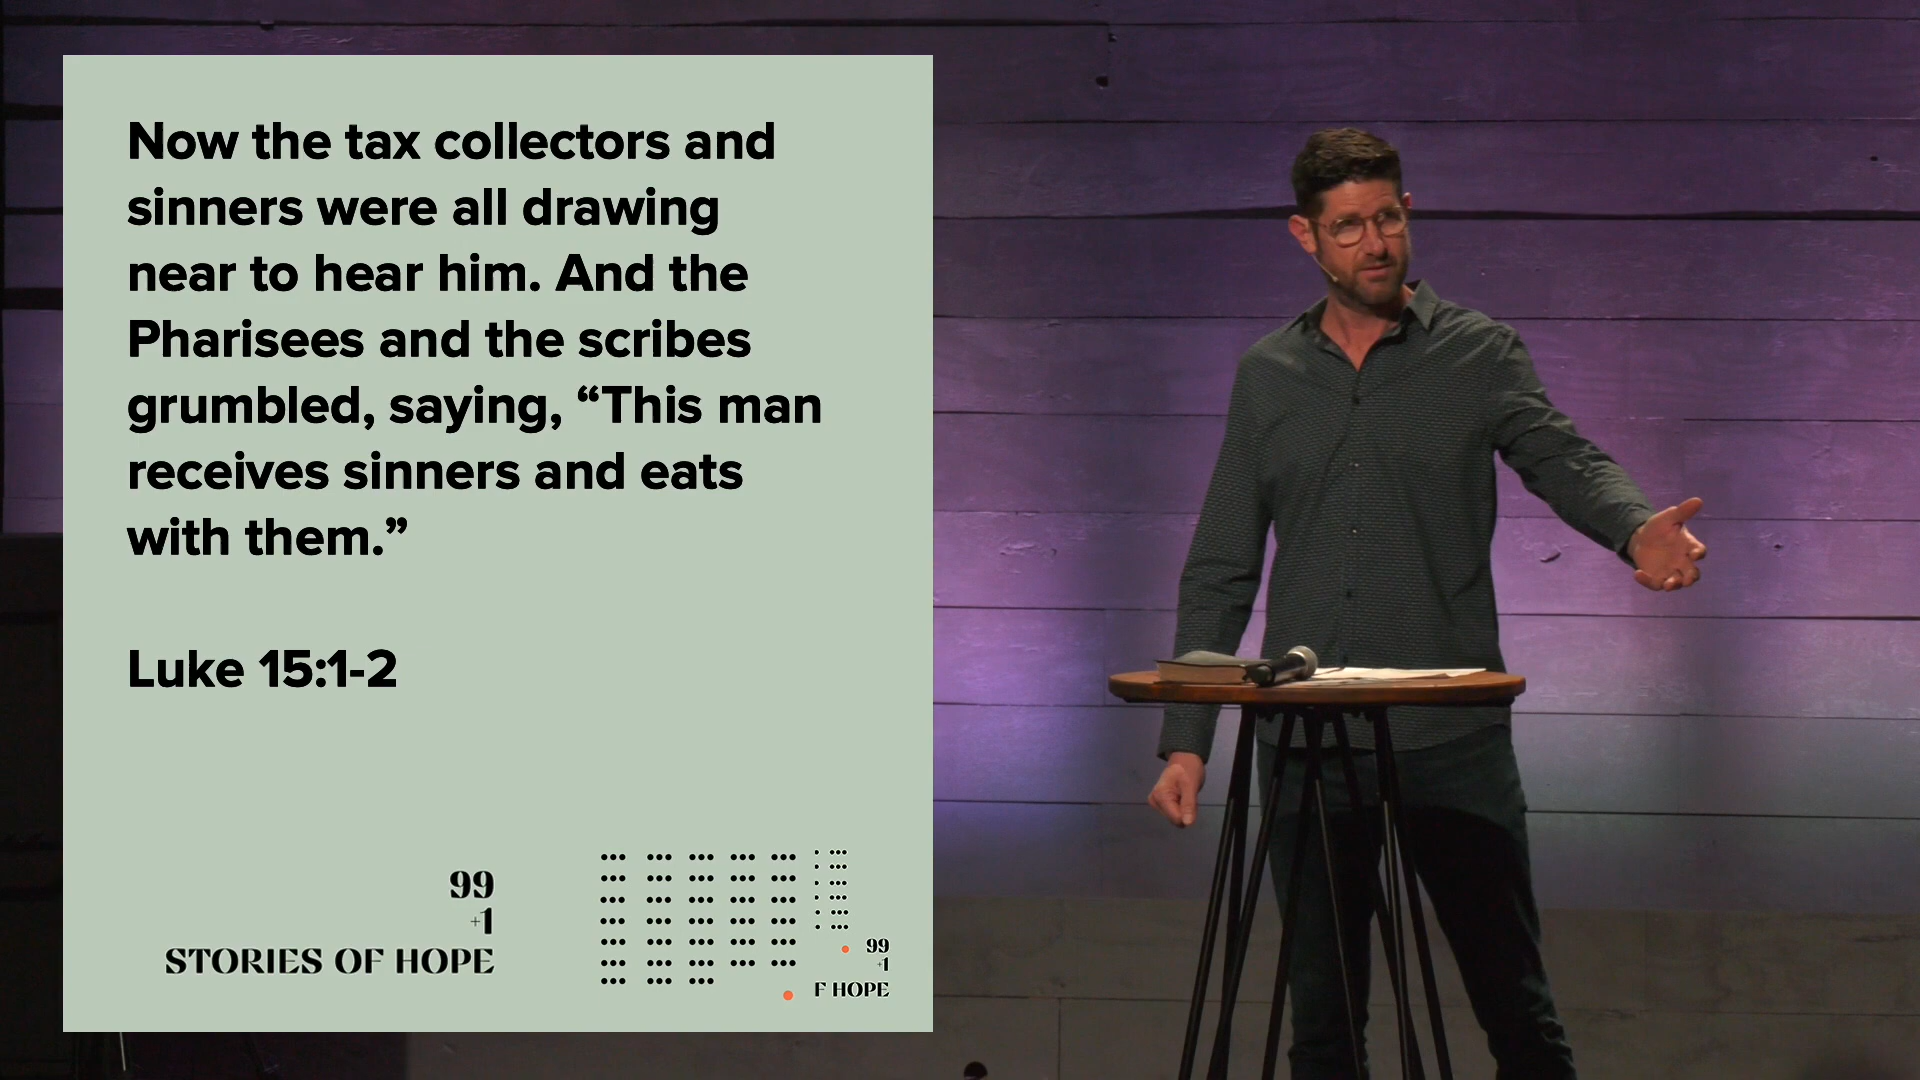 Now the tax collectors and
sinners were all drawing
near to hear him. And the
Pharisees and the scribes
grumbled, saying, “This man
receives sinners and eats
with them.”
Luke 15:1-2
99
+1
STORIES OF HOPE
99
+1
F HOPE